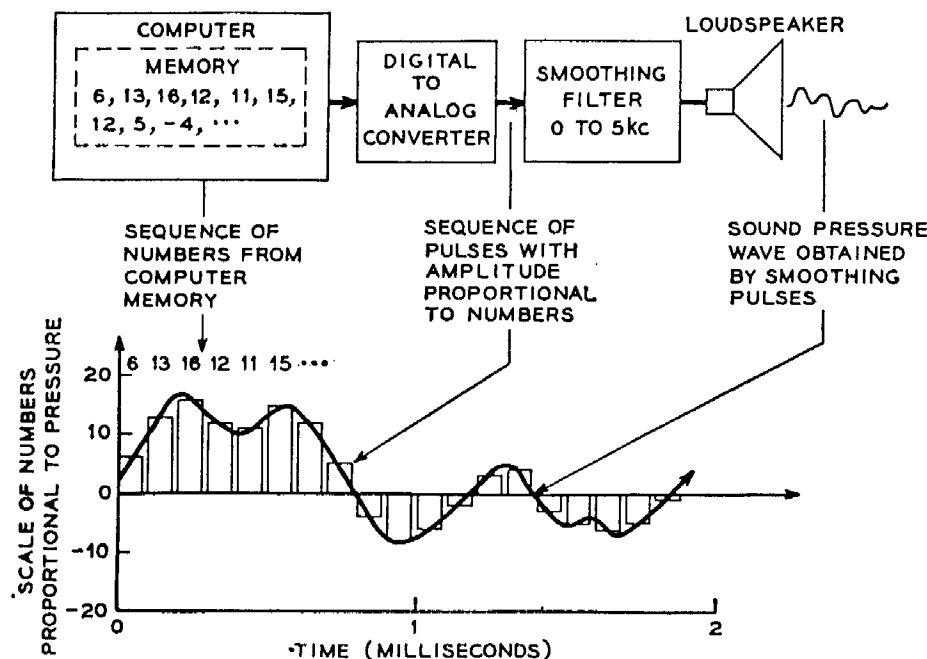 COMPUTER
MEMORY
6, 13, 16, 12, 11, 15,
12, 5, -4, ···
DIGITAL
TO
ANALOG
CONVERTER
SMOOTHING
FILTER
0 TO 5kc
LOUDSPEAKER
SEQUENCE OF
NUMBERS FROM
COMPUTER
MEMORY
SEQUENCE OF
PULSES WITH
AMPLITUDE
PROPORTIONAL
TO NUMBERS
SOUND PRESSURE
WAVE OBTAINED
BY SMOOTHING
PULSES
SCALE OF NUMBERS
PROPORTIONAL TO PRESSURE
6 13 16 12 11 15 ····
20
10
0
-10
-20
0 1 2
TIME (MILLISECONDS)